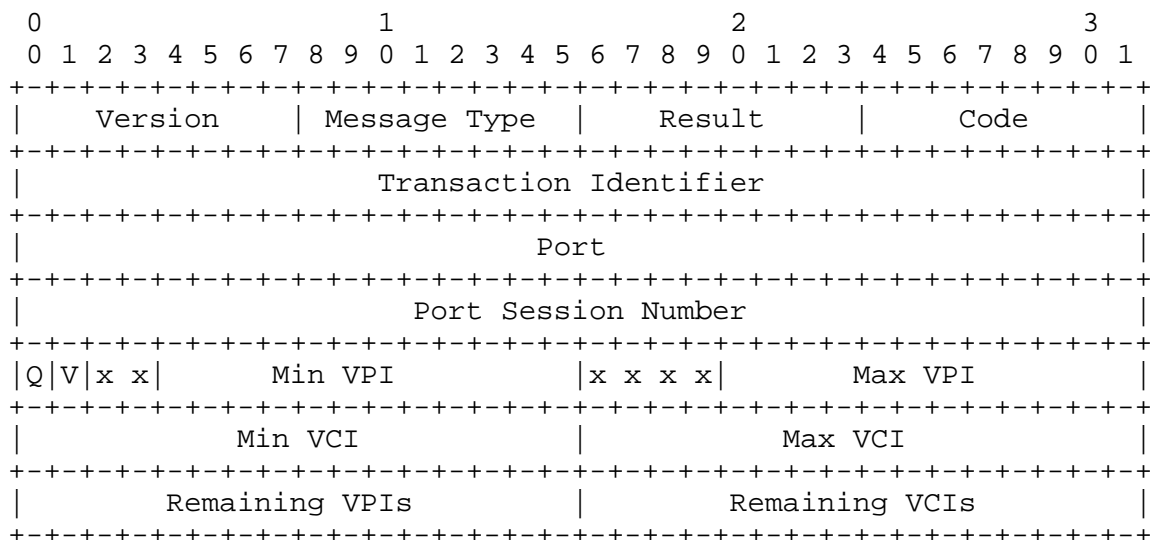 0                   1                   2                   3
 0 1 2 3 4 5 6 7 8 9 0 1 2 3 4 5 6 7 8 9 0 1 2 3 4 5 6 7 8 9 0 1
+-+-+-+-+-+-+-+-+-+-+-+-+-+-+-+-+-+-+-+-+-+-+-+-+-+-+-+-+-+-+-+-+
|    Version    | Message Type  |    Result     |     Code      |
+-+-+-+-+-+-+-+-+-+-+-+-+-+-+-+-+-+-+-+-+-+-+-+-+-+-+-+-+-+-+-+-+
|                    Transaction Identifier                     |
+-+-+-+-+-+-+-+-+-+-+-+-+-+-+-+-+-+-+-+-+-+-+-+-+-+-+-+-+-+-+-+-+
|                             Port                              |
+-+-+-+-+-+-+-+-+-+-+-+-+-+-+-+-+-+-+-+-+-+-+-+-+-+-+-+-+-+-+-+-+
|                      Port Session Number                      |
+-+-+-+-+-+-+-+-+-+-+-+-+-+-+-+-+-+-+-+-+-+-+-+-+-+-+-+-+-+-+-+-+
|Q|V|x x|      Min VPI          |x x x x|       Max VPI         |
+-+-+-+-+-+-+-+-+-+-+-+-+-+-+-+-+-+-+-+-+-+-+-+-+-+-+-+-+-+-+-+-+
|            Min VCI            |           Max VCI             |
+-+-+-+-+-+-+-+-+-+-+-+-+-+-+-+-+-+-+-+-+-+-+-+-+-+-+-+-+-+-+-+-+
|        Remaining VPIs         |        Remaining VCIs         |
+-+-+-+-+-+-+-+-+-+-+-+-+-+-+-+-+-+-+-+-+-+-+-+-+-+-+-+-+-+-+-+-+